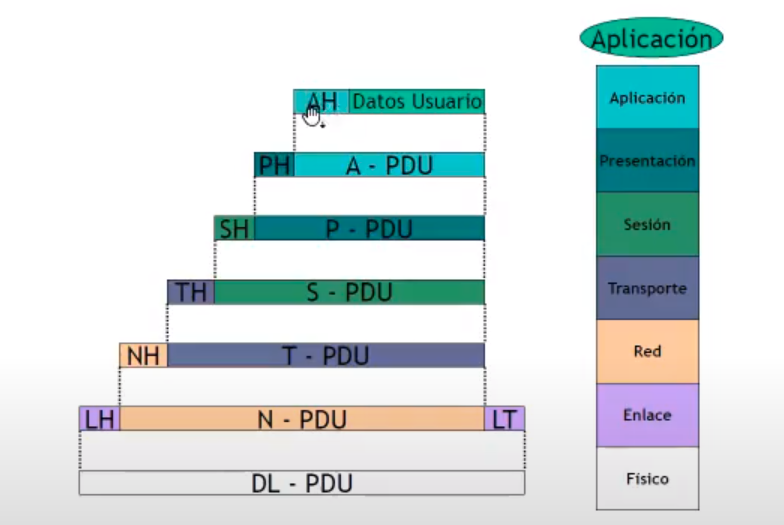 Aplicación
AH Datos Usuario
Aplicación
PH A - PDU
Presentación
SH P - PDU
Sesión
TH S - PDU
Transporte
NH T - PDU
Red
LH N - PDU LT
Enlace
DL - PDU
Físico